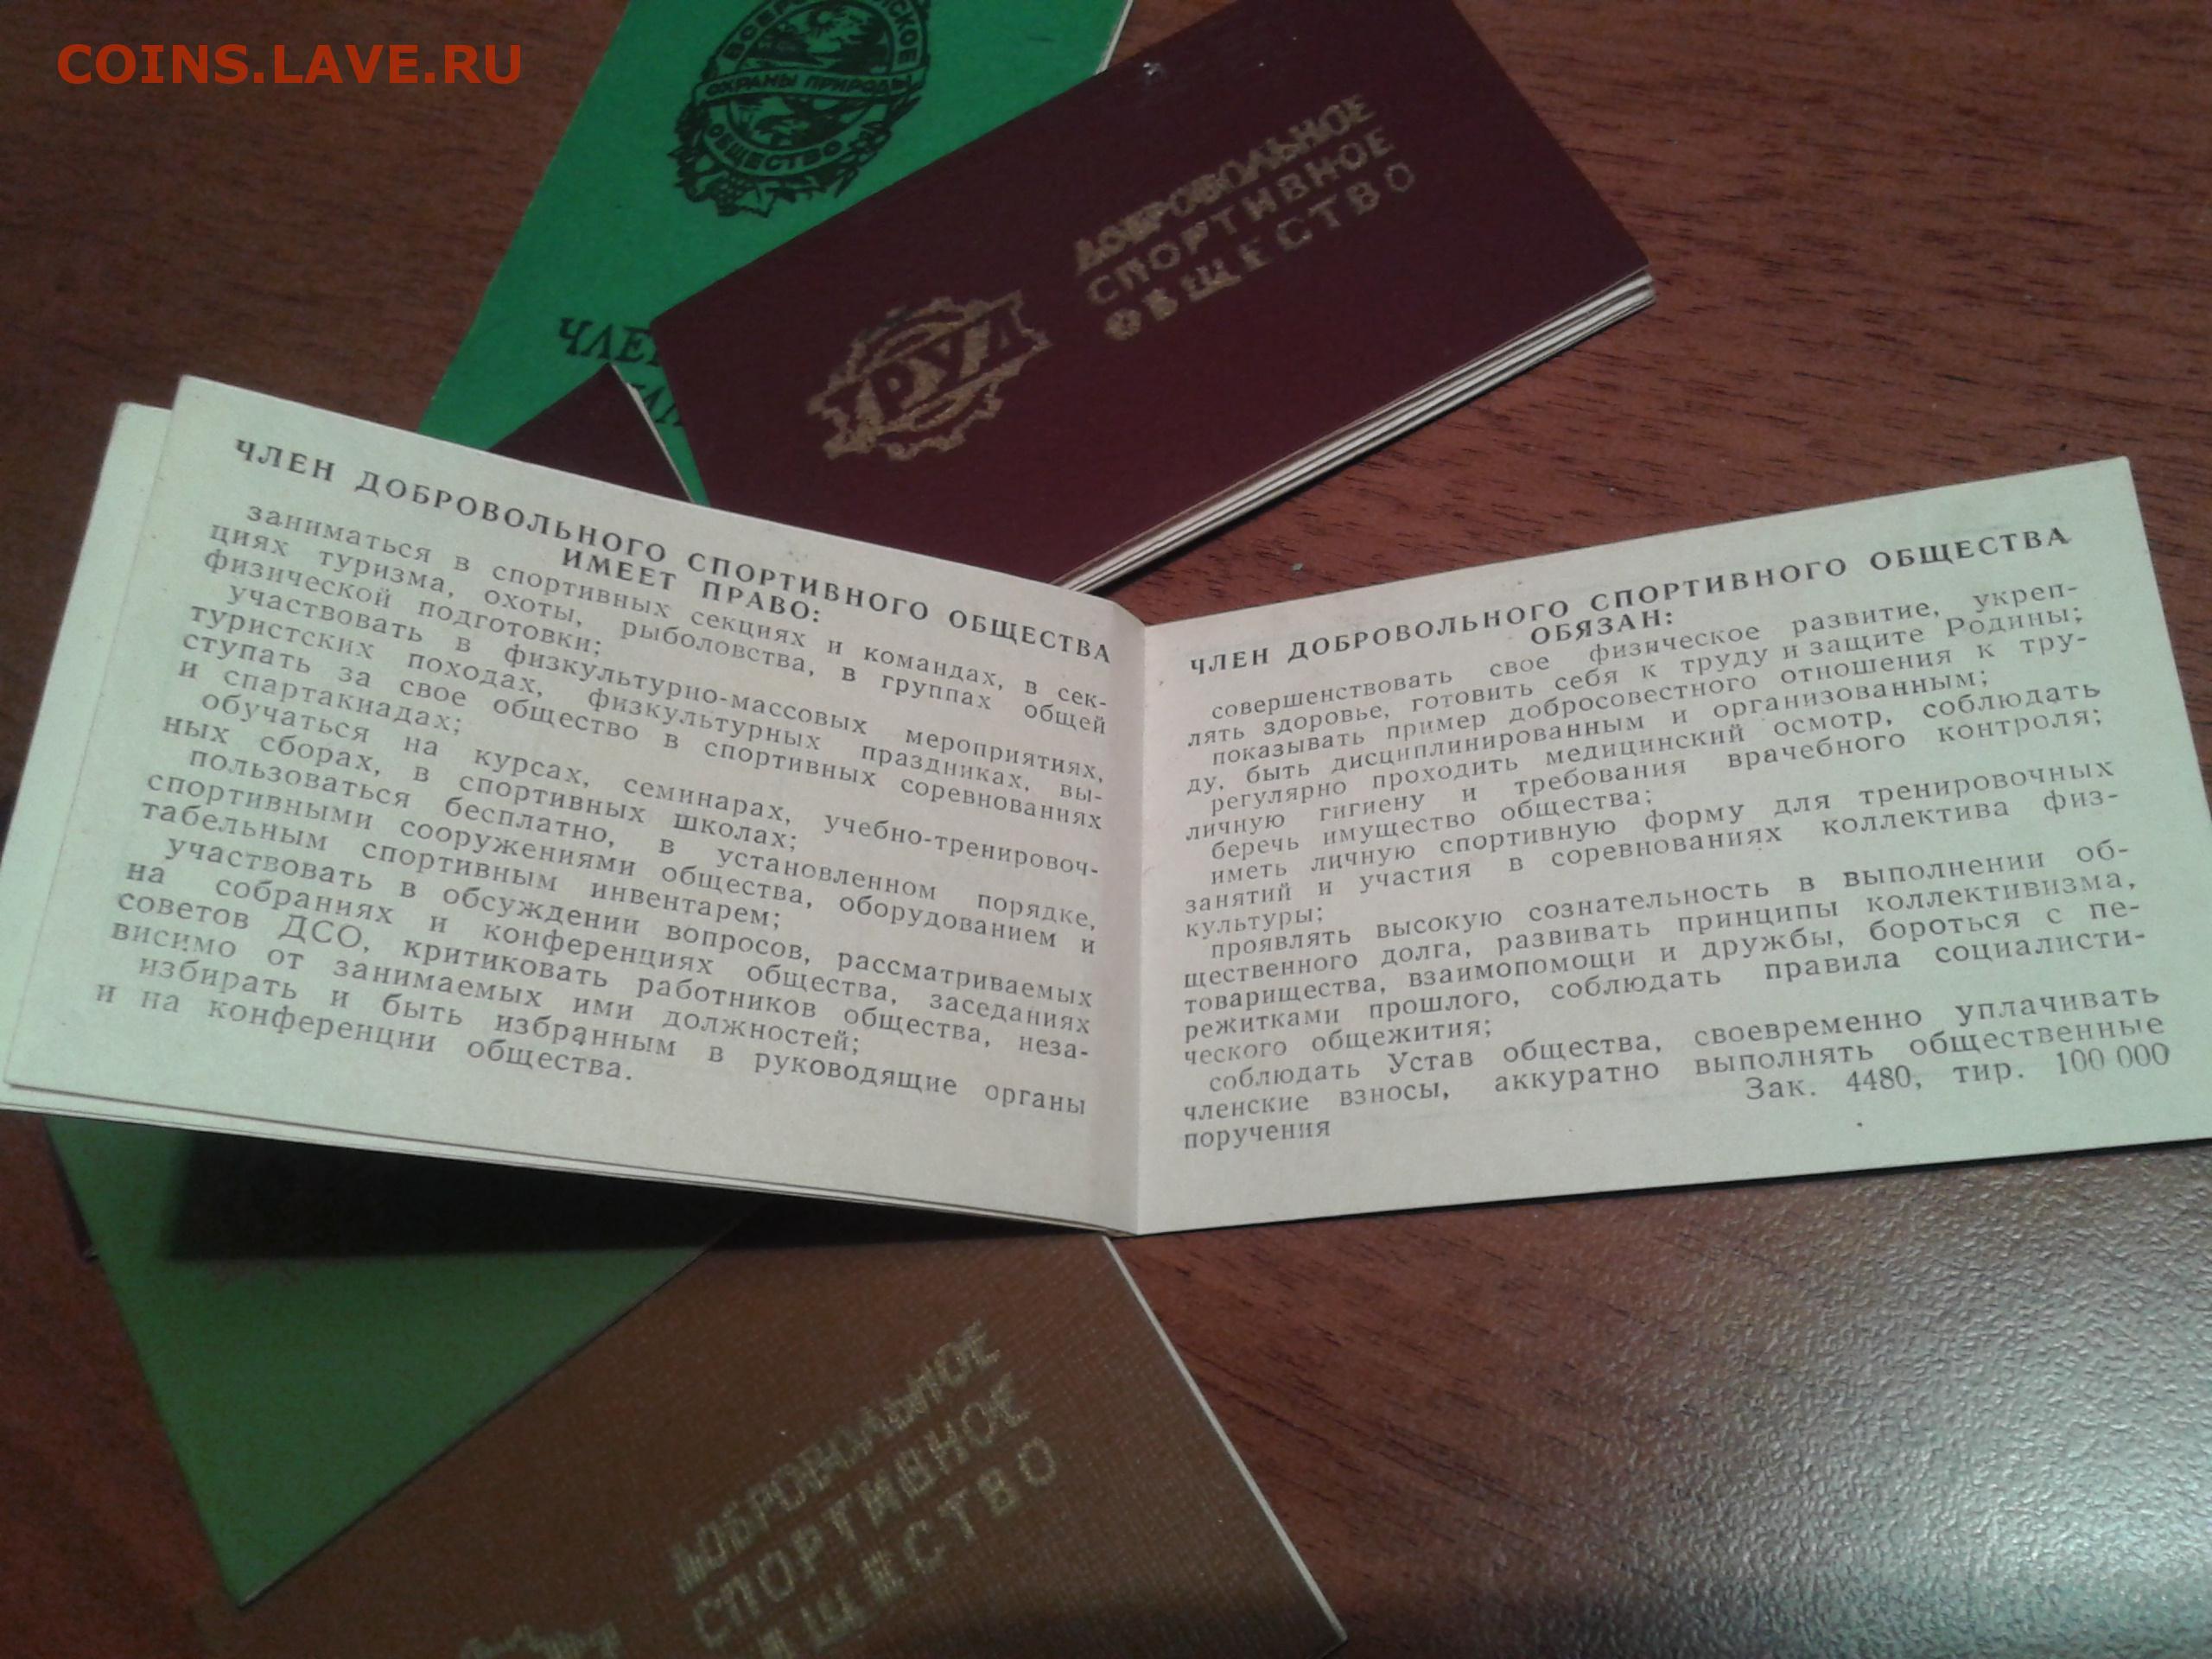 COINS.LAVE.RU
ВСЕРОССИЙСКОЕ
ОХРАНЫ ПРИРОДЫ
ОБЩЕСТВО
ДОБРОВОЛЬНОЕ
СПОРТИВНОЕ
ОБЩЕСТВО
ТРУД
ЧЛЕН ДОБРОВОЛЬНОГО СПОРТИВНОГО ОБЩЕСТВА
ИМЕЕТ ПРАВО:
заниматься в спортивных секциях и командах, в сек-
циях туризма, охоты, рыболовства, в группах общей
физической подготовки;
участвовать в физкультурно-массовых мероприятиях,
туристских походах, физкультурных праздниках, вы-
ступать за свое общество в спортивных соревнованиях
и спартакиадах;
обучаться на курсах, семинарах, учебно-тренировоч-
ных сборах, в спортивных школах;
пользоваться бесплатно, в установленном порядке,
спортивными сооружениями общества, оборудованием и
табельным спортивным инвентарем;
участвовать в обсуждении вопросов, рассматриваемых
на собраниях и конференциях общества, заседаниях
советов ДСО, критиковать работников общества, неза-
висимо от занимаемых ими должностей;
избирать и быть избранным в руководящие органы
и на конференции общества.
ЧЛЕН ДОБРОВОЛЬНОГО СПОРТИВНОГО ОБЩЕСТВА
ОБЯЗАН:
совершенствовать свое физическое развитие, укреп-
лять здоровье, готовить себя к труду и защите Родины;
показывать пример добросовестного отношения к тру-
ду, быть дисциплинированным и организованным;
регулярно проходить медицинский осмотр, соблюдать
личную гигиену и требования врачебного контроля;
беречь имущество общества;
иметь личную спортивную форму для тренировочных
занятий и участия в соревнованиях коллектива физ-
культуры;
проявлять высокую сознательность в выполнении об-
щественного долга, развивать принципы коллективизма,
товарищества, взаимопомощи и дружбы, бороться с пе-
режитками прошлого, соблюдать правила социалисти-
ческого общежития;
соблюдать Устав общества, своевременно уплачивать
членские взносы, аккуратно выполнять общественные
поручения
Зак. 4480, тир. 100 000
ДОБРОВОЛЬНОЕ
СПОРТИВНОЕ
ОБЩЕСТВО